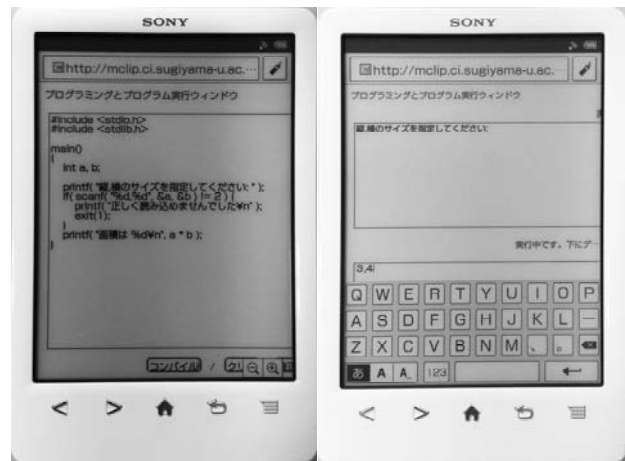 SONY
http://mclip.ci.sugiyama-u.ac.…
プログラミングとプログラム実行ウィンドウ
#include <stdio.h>
#include <stdlib.h>
main()
{
int a, b;
printf( "縦,横のサイズを指定してください: " );
if( scanf( "%d,%d", &a, &b ) != 2 ) {
printf( "正しく読み込めませんでした¥n" );
exit(1);
}
printf( "面積は %d¥n", a * b );
}
コンパイル / クリ
SONY
http://mclip.ci.sugiyama-u.ac.…
プログラミングとプログラム実行ウィンドウ
縦,横のサイズを指定してください:
実行中です。下にデー
3,4
Q W E R T Y U I O P
A S D F G H J K L ー
Z X C V B N M 、 。
あ A A_ 123